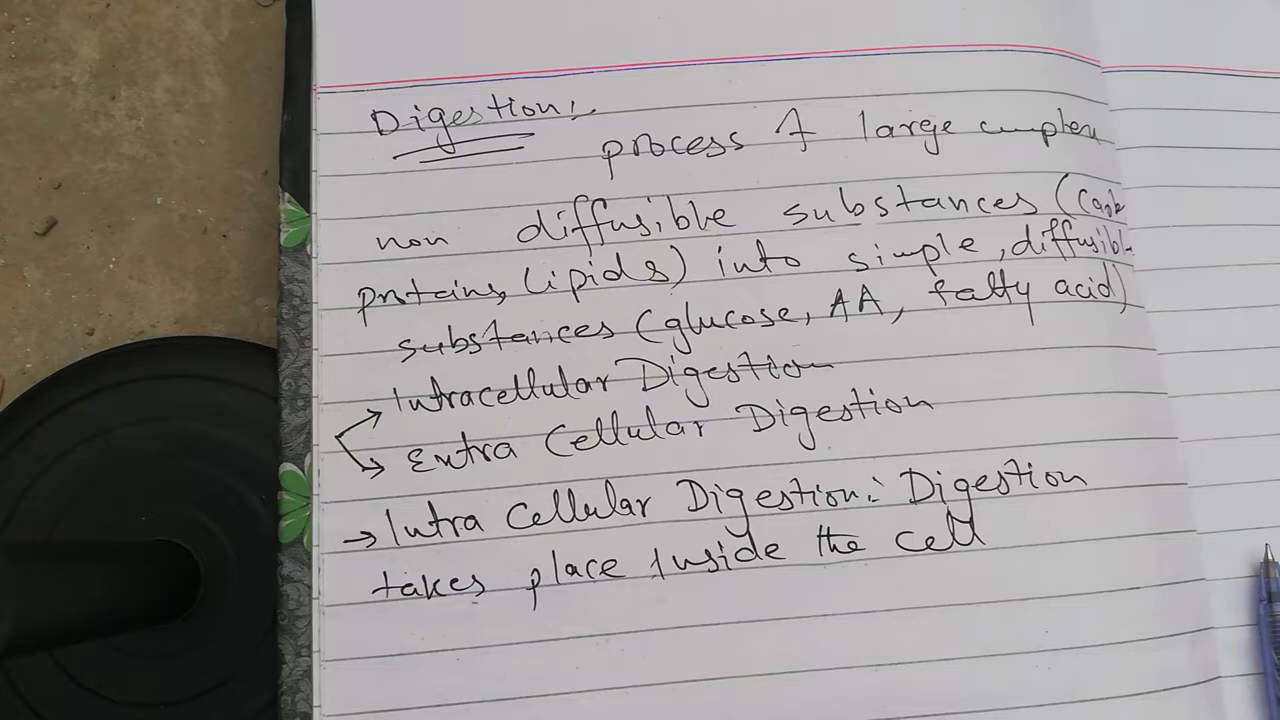 Digestion:-
process of large complex
non diffusible substances (Carb
proteins, lipids) into simple, diffusible
substances (glucose, AA, fatty acid)
→ Intracellular Digestion
→ Extra Cellular Digestion
→ Intra Cellular Digestion:- Digestion
takes place inside the cell